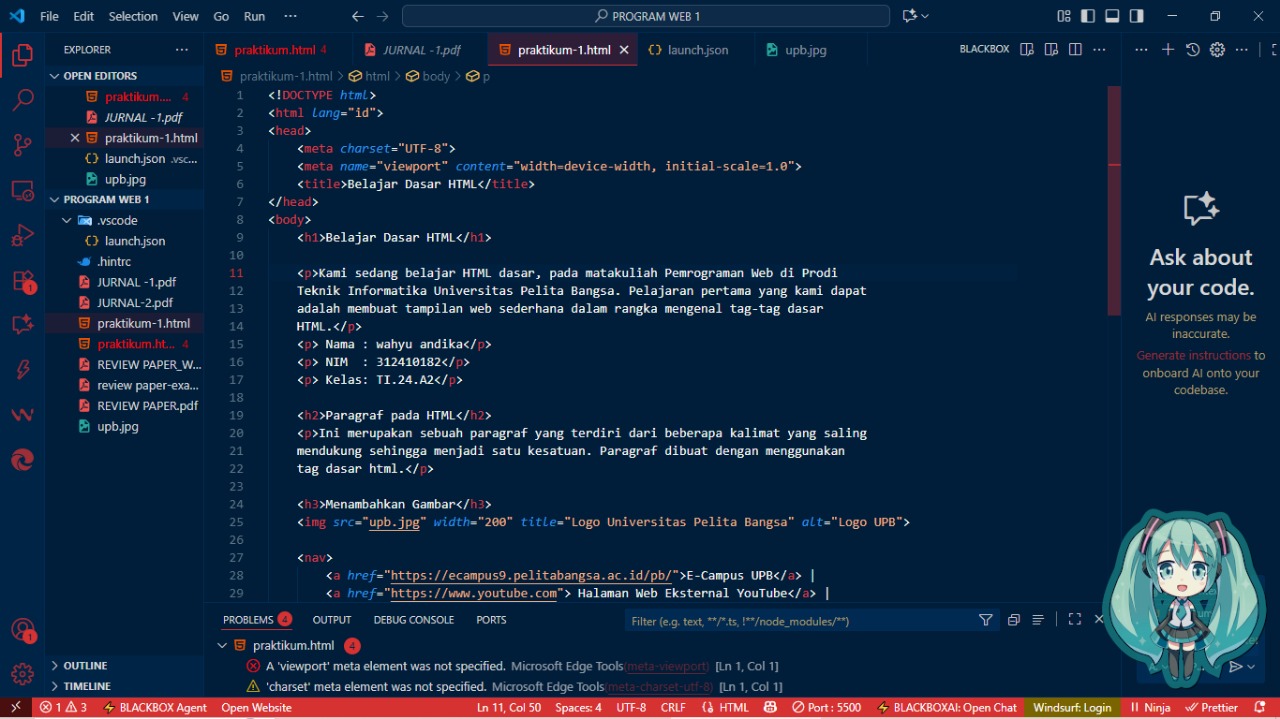 File Edit Selection View Go Run ··· PROGRAM WEB 1
EXPLORER ···
OPEN EDITORS
praktikum.... 4
JURNAL -1.pdf
praktikum-1.html
launch.json .vsc...
upb.jpg
PROGRAM WEB 1
.vscode
launch.json
.hintrc
JURNAL -1.pdf
JURNAL-2.pdf
praktikum-1.html
praktikum.ht... 4
REVIEW PAPER_W...
review paper-exa...
REVIEW PAPER.pdf
upb.jpg
OUTLINE
TIMELINE
praktikum.html 4 JURNAL -1.pdf praktikum-1.html launch.json upb.jpg BLACKBOX
praktikum-1.html > html > body > p
1 <!DOCTYPE html>
2 <html lang="id">
3 <head>
4 <meta charset="UTF-8">
5 <meta name="viewport" content="width=device-width, initial-scale=1.0">
6 <title>Belajar Dasar HTML</title>
7 </head>
8 <body>
9 <h1>Belajar Dasar HTML</h1>
10
11 <p>Kami sedang belajar HTML dasar, pada matakuliah Pemrograman Web di Prodi
12 Teknik Informatika Universitas Pelita Bangsa. Pelajaran pertama yang kami dapat
13 adalah membuat tampilan web sederhana dalam rangka mengenal tag-tag dasar
14 HTML.</p>
15 <p> Nama : wahyu andika</p>
16 <p> NIM  : 312410182</p>
17 <p> Kelas: TI.24.A2</p>
18
19 <h2>Paragraf pada HTML</h2>
20 <p>Ini merupakan sebuah paragraf yang terdiri dari beberapa kalimat yang saling
21 mendukung sehingga menjadi satu kesatuan. Paragraf dibuat dengan menggunakan
22 tag dasar html.</p>
23
24 <h3>Menambahkan Gambar</h3>
25 <img src="upb.jpg" width="200" title="Logo Universitas Pelita Bangsa" alt="Logo UPB">
26
27 <nav>
28 <a href="https://ecampus9.pelitabangsa.ac.id/pb/">E-Campus UPB</a> |
29 <a href="https://www.youtube.com"> Halaman Web Eksternal YouTube</a> |
PROBLEMS 4 OUTPUT DEBUG CONSOLE PORTS Filter (e.g. text, **/*.ts, !**/node_modules/**)
praktikum.html 4
A 'viewport' meta element was not specified. Microsoft Edge Tools(meta-viewport) [Ln 1, Col 1]
'charset' meta element was not specified. Microsoft Edge Tools(meta-charset-utf-8) [Ln 1, Col 1]
Ask about
your code.
AI responses may be
inaccurate.
Generate instructions to
onboard AI onto your
codebase.
1
1
1 3 BLACKBOX Agent Open Website Ln 11, Col 50 Spaces: 4 UTF-8 CRLF HTML Port : 5500 BLACKBOXAI: Open Chat Windsurf: Login Ninja Prettier